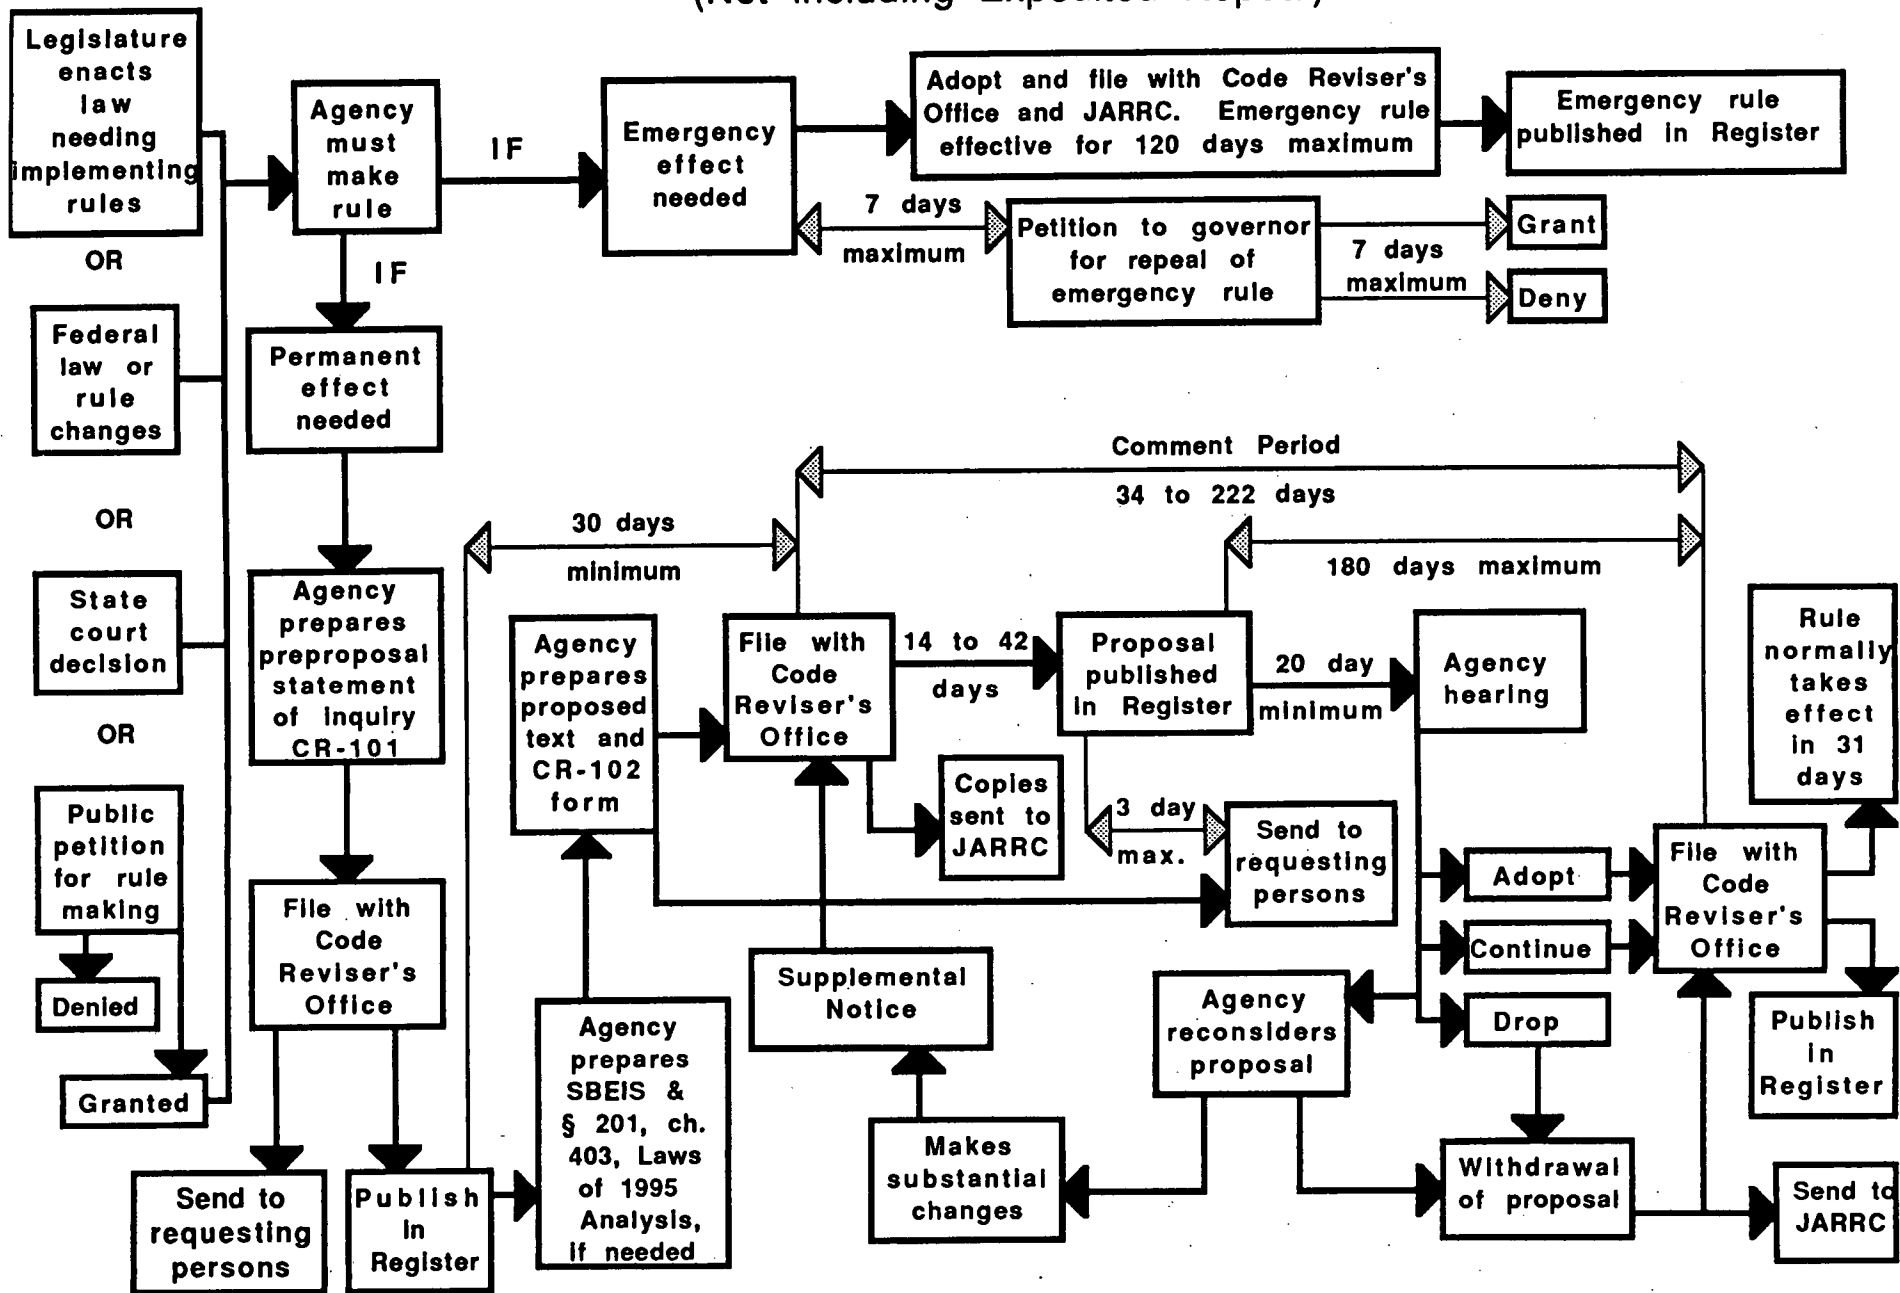 (Not Including Expedited Repeal)
Legislature
enacts
law
needing
implementing
rules
OR
Federal
law or
rule
changes
OR
State
court
decision
OR
Public
petition
for rule
making
Denied
Granted
Agency
must
make
rule
IF
IF
Emergency
effect
needed
Adopt and file with Code Reviser's
Office and JARRC. Emergency rule
effective for 120 days maximum
Emergency rule
published in Register
7 days
maximum
Petition to governor
for repeal of
emergency rule
7 days
maximum
Grant
Deny
Permanent
effect
needed
Agency
prepares
preproposal
statement
of inquiry
CR-101
File with
Code
Reviser's
Office
Send to
requesting
persons
Publish
in
Register
30 days
minimum
Agency
prepares
SBEIS &
§ 201, ch.
403, Laws
of 1995
Analysis,
if needed
Agency
prepares
proposed
text and
CR-102
form
File with
Code
Reviser's
Office
Copies
sent to
JARRC
Supplemental
Notice
14 to 42
days
Comment Period
34 to 222 days
180 days maximum
Proposal
published
in Register
3 day
max.
Send to
requesting
persons
20 day
minimum
Agency
hearing
Adopt
Continue
Drop
Agency
reconsiders
proposal
Makes
substantial
changes
Withdrawal
of proposal
File with
Code
Reviser's
Office
Rule
normally
takes
effect
in 31
days
Publish
in
Register
Send to
JARRC